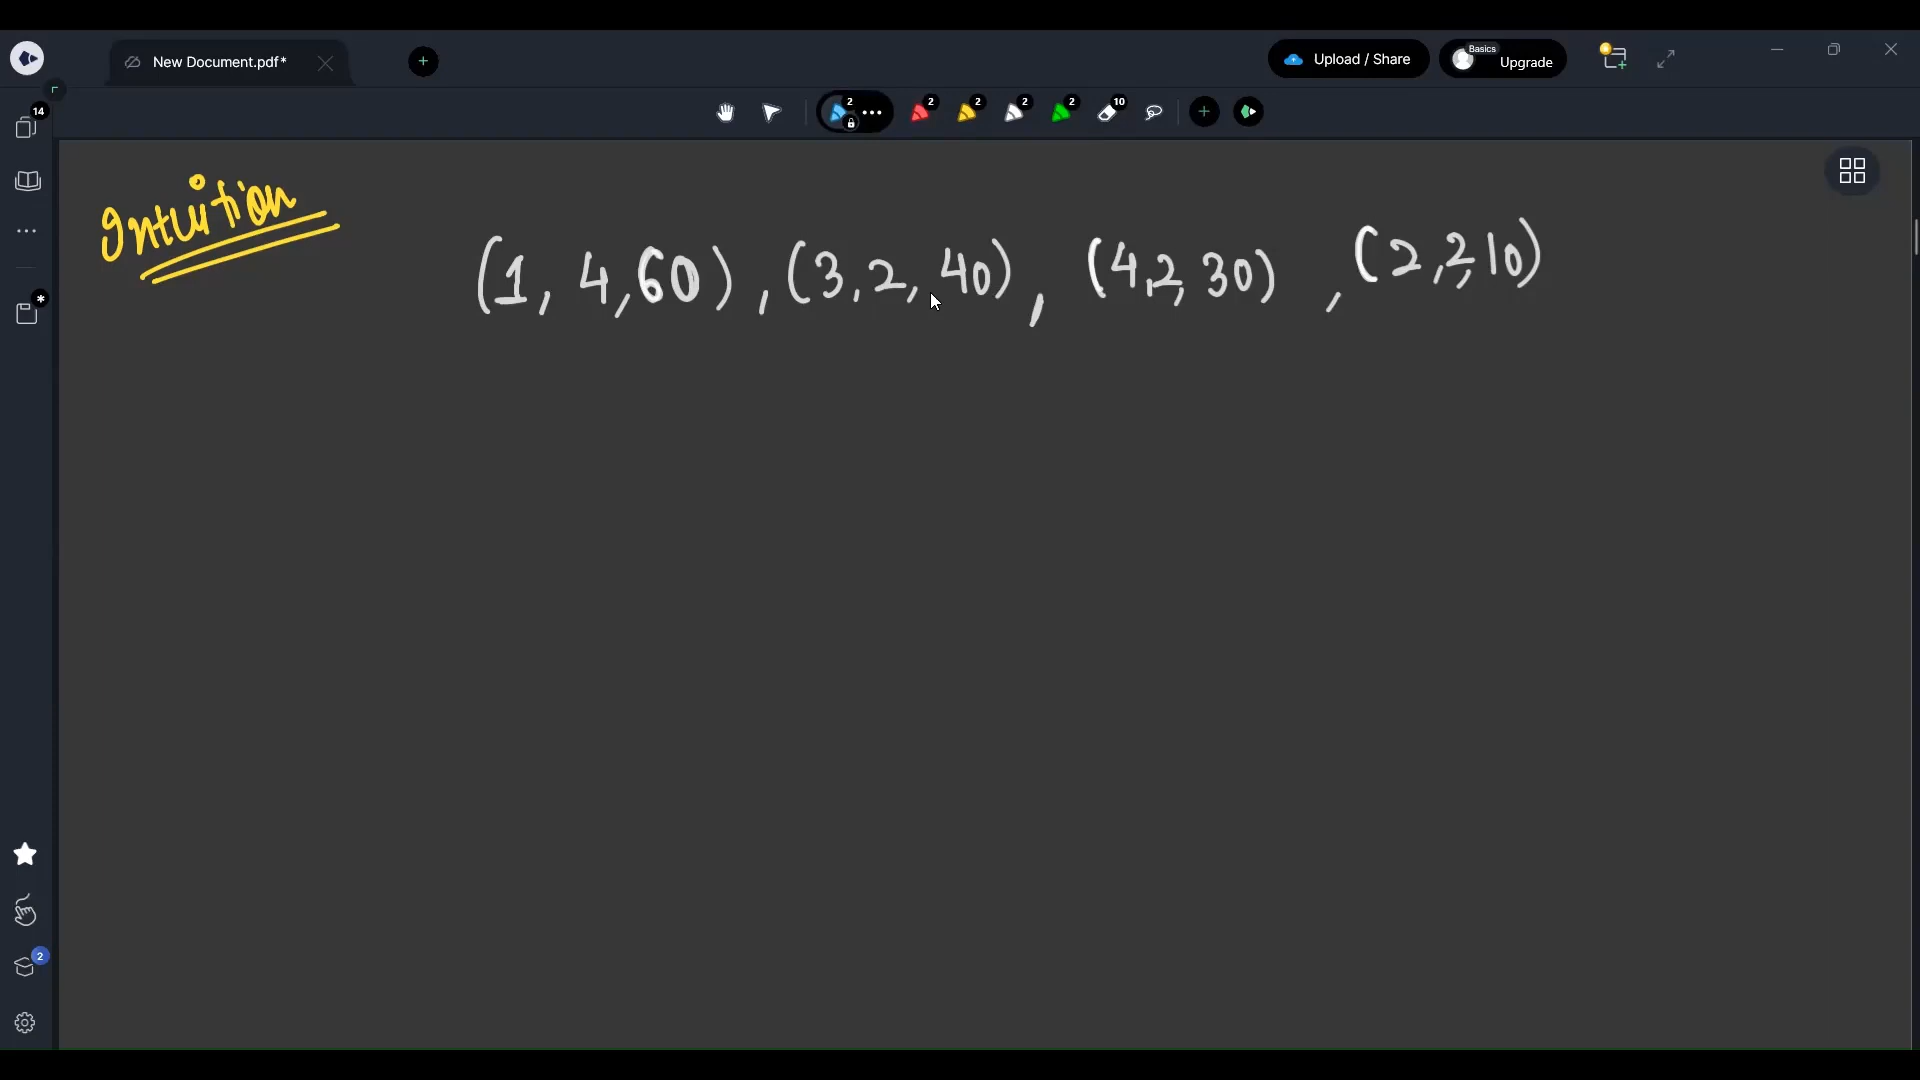 New Document.pdf*
Upload / Share
Basics
Upgrade
14
2
2
2
2
2
10
Intuition
(1, 4, 60), (3, 2, 40), (4, 2, 30), (2, 2, 10)
*
2